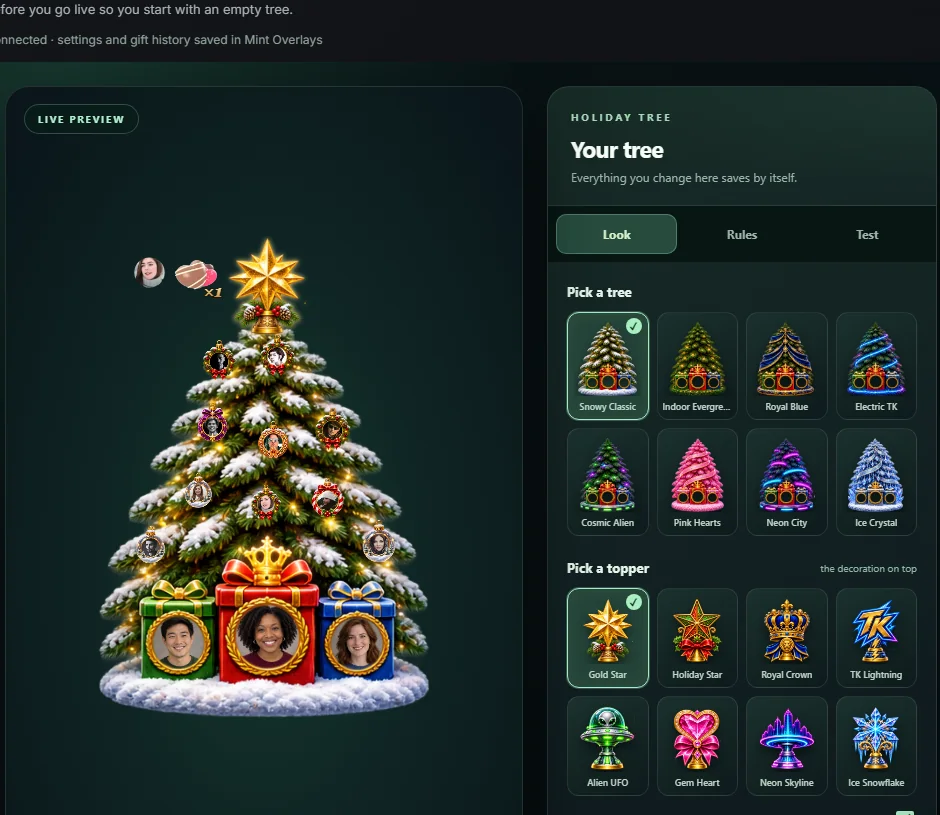 fore you go live so you start with an empty tree.
onnected · settings and gift history saved in Mint Overlays
LIVE PREVIEW
×1
HOLIDAY TREE
Your tree
Everything you change here saves by itself.
Look
Rules
Test
Pick a tree
Snowy Classic
Indoor Evergre...
Royal Blue
Electric TK
Cosmic Alien
Pink Hearts
Neon City
Ice Crystal
Pick a topper
the decoration on top
TK
Gold Star
Holiday Star
Royal Crown
TK Lightning
Alien UFO
Gem Heart
Neon Skyline
Ice Snowflake